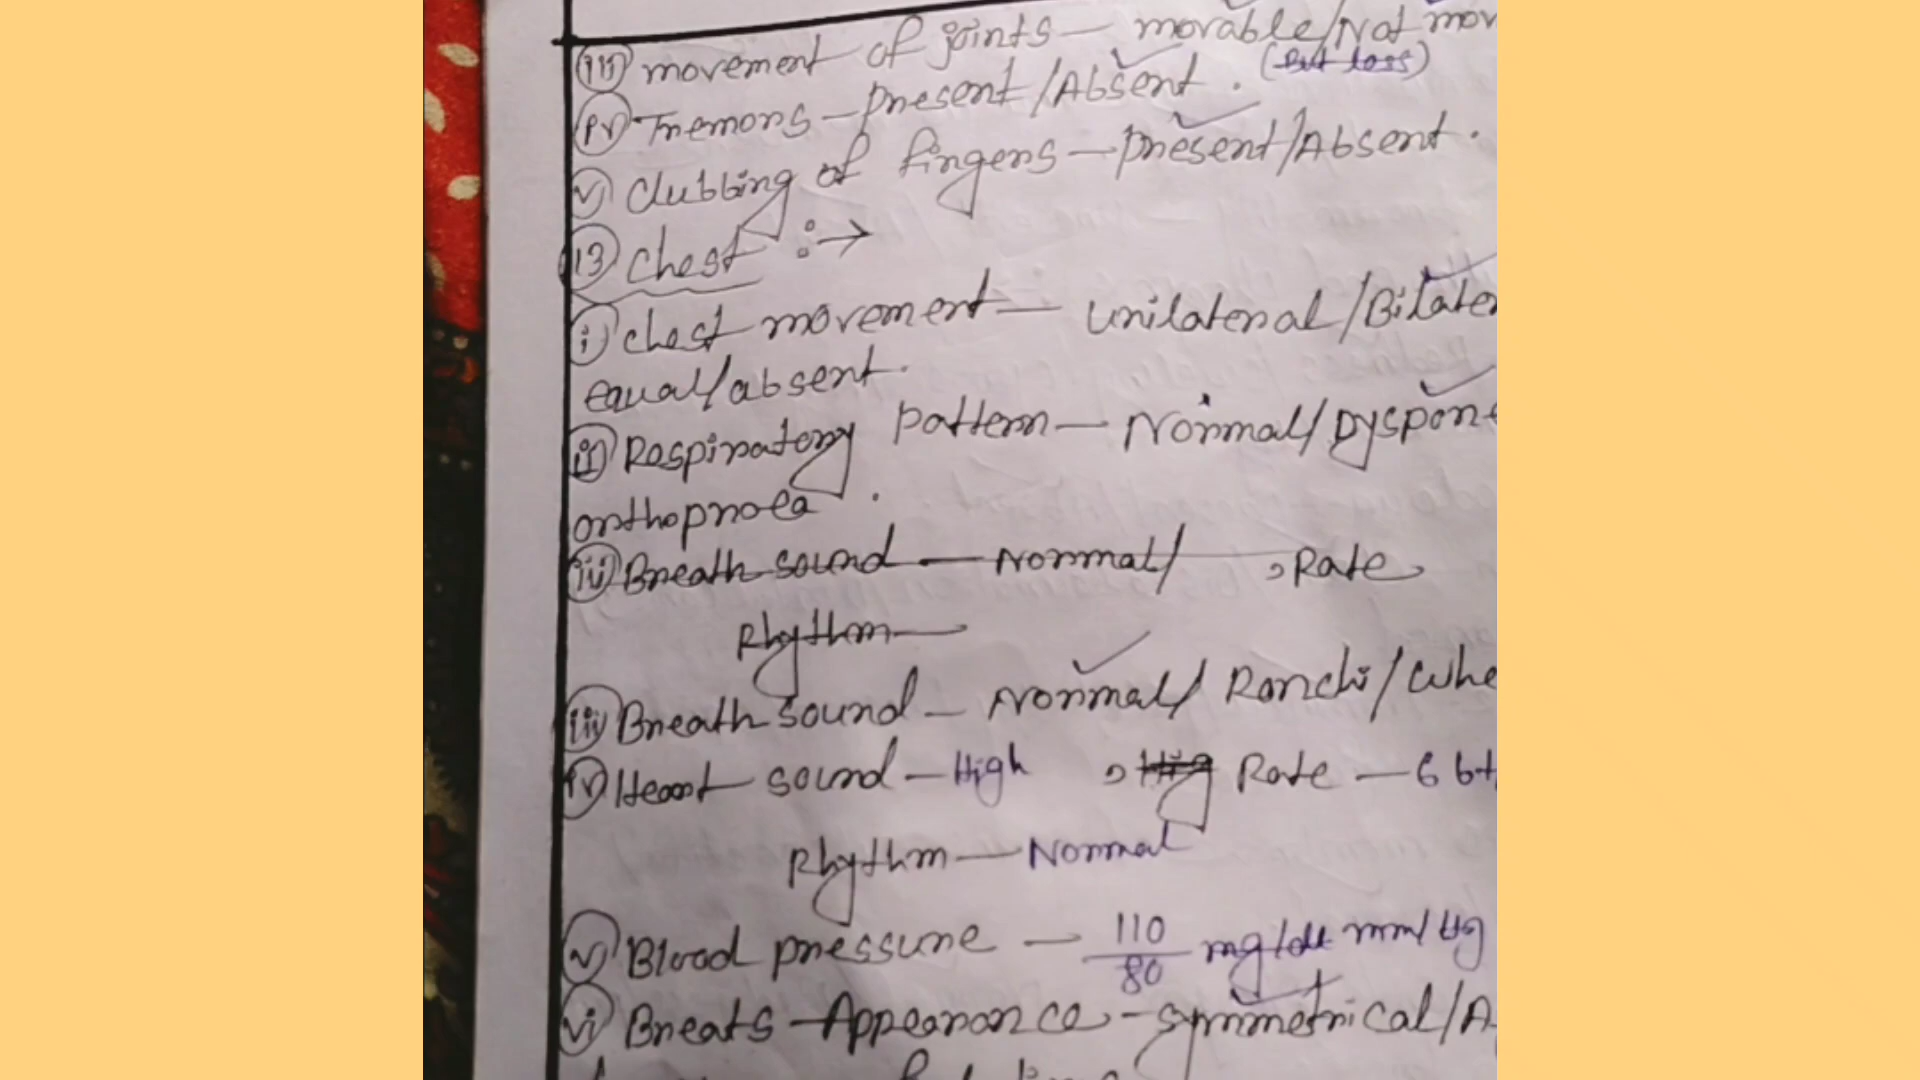 iii) movement of joints — movable/Not mov
(But loss)
iv) Tremors — Present/Absent.
v) Clubbing of fingers — Present/Absent.
13) Chest :→
i) Chest movement — Unilateral/Bilater
equal/absent.
ii) Respiratory pattern — Normal/Dyspon
orthopnoea.
iii) Breath sound — Normal/ , Rate
Rhythm —
iii) Breath sound — Normal/ Ronchi/Whe
iv) Heart sound — High , Rate — 6 bt
Rhythm — Normal
v) Blood pressure — 110/80 mg/dl mm/Hg
vi) Breats - Appearance - Symmetrical/A